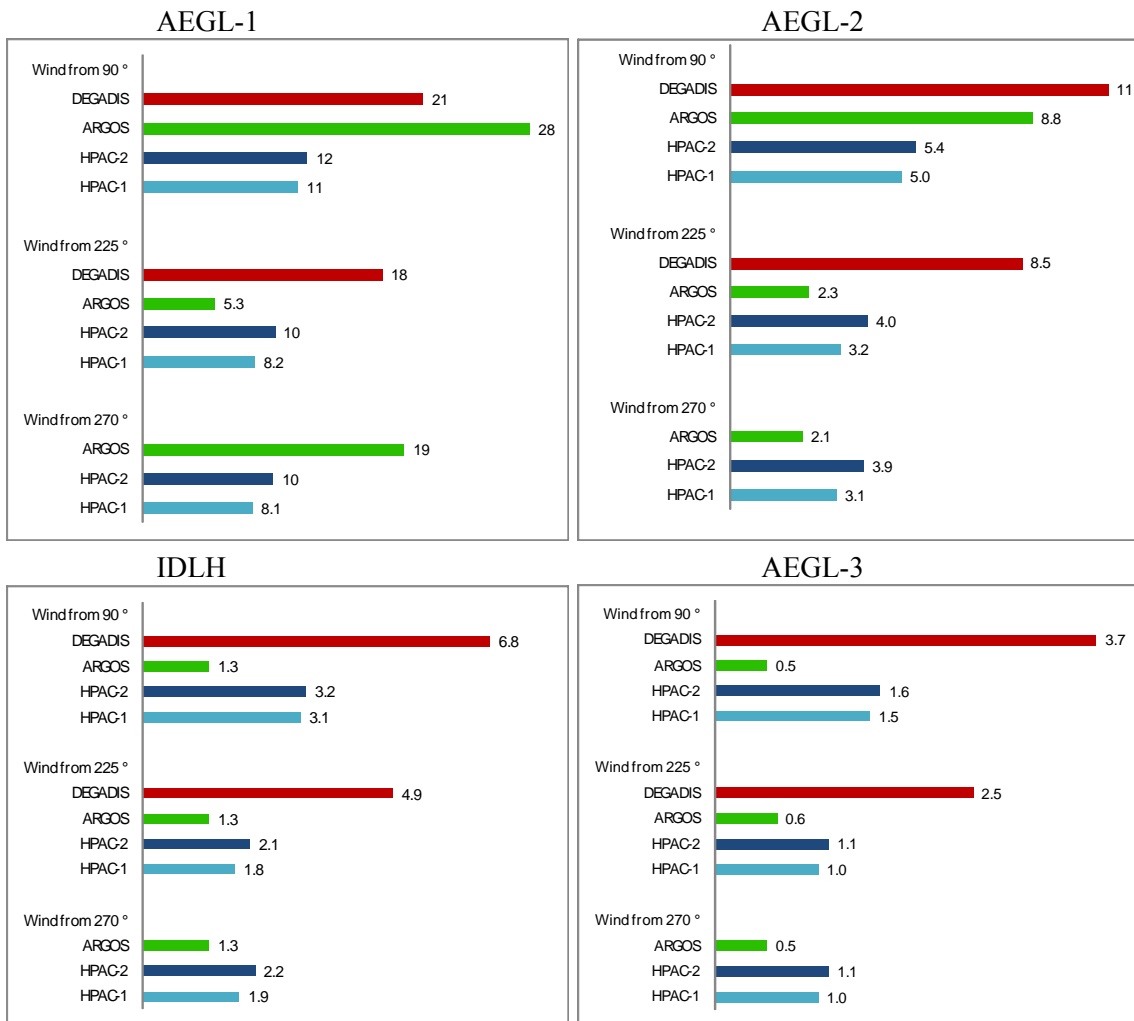 AEGL-1
Wind from 90 °
DEGADIS 21
ARGOS 28
HPAC-2 12
HPAC-1 11
Wind from 225 °
DEGADIS 18
ARGOS 5.3
HPAC-2 10
HPAC-1 8.2
Wind from 270 °
ARGOS 19
HPAC-2 10
HPAC-1 8.1
AEGL-2
Wind from 90 °
DEGADIS 11
ARGOS 8.8
HPAC-2 5.4
HPAC-1 5.0
Wind from 225 °
DEGADIS 8.5
ARGOS 2.3
HPAC-2 4.0
HPAC-1 3.2
Wind from 270 °
ARGOS 2.1
HPAC-2 3.9
HPAC-1 3.1
IDLH
Wind from 90 °
DEGADIS 6.8
ARGOS 1.3
HPAC-2 3.2
HPAC-1 3.1
Wind from 225 °
DEGADIS 4.9
ARGOS 1.3
HPAC-2 2.1
HPAC-1 1.8
Wind from 270 °
ARGOS 1.3
HPAC-2 2.2
HPAC-1 1.9
AEGL-3
Wind from 90 °
DEGADIS 3.7
ARGOS 0.5
HPAC-2 1.6
HPAC-1 1.5
Wind from 225 °
DEGADIS 2.5
ARGOS 0.6
HPAC-2 1.1
HPAC-1 1.0
Wind from 270 °
ARGOS 0.5
HPAC-2 1.1
HPAC-1 1.0